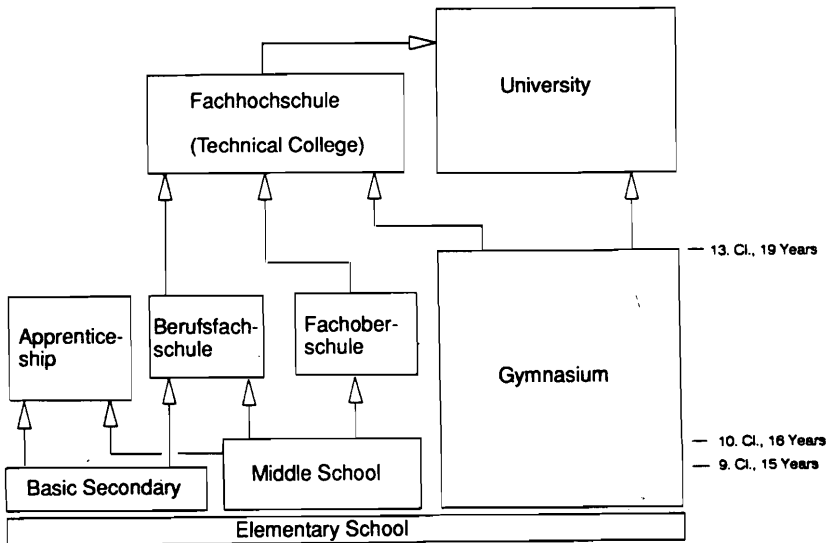 University
Fachhochschule
(Technical College)
13. Cl., 19 Years
Apprentice-
ship
Berufsfach-
schule
Fachober-
schule
Gymnasium
10. Cl., 16 Years
9. Cl., 15 Years
Basic Secondary
Middle School
Elementary School